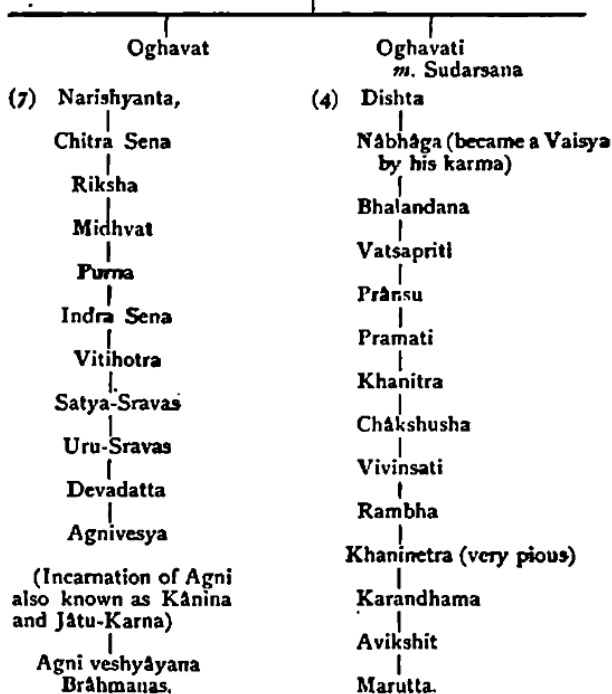 Oghavat
Oghavati
m. Sudarsana
(7) Narishyanta,
Chitra Sena
Riksha
Midhvat
Purna
Indra Sena
Vitihotra
Satya-Sravas
Uru-Sravas
Devadatta
Agnivesya
(Incarnation of Agni
also known as Kânina
and Jâtu-Karna)
Agni veshyâyana
Brâhmanas.
(4) Dishta
Nâbhâga (became a Vaisya
by his karma)
Bhalandana
Vatsapriti
Prânsu
Pramati
Khanitra
Châkshusha
Vivinsati
Rambha
Khaninetra (very pious)
Karandhama
Avikshit
Marutta.